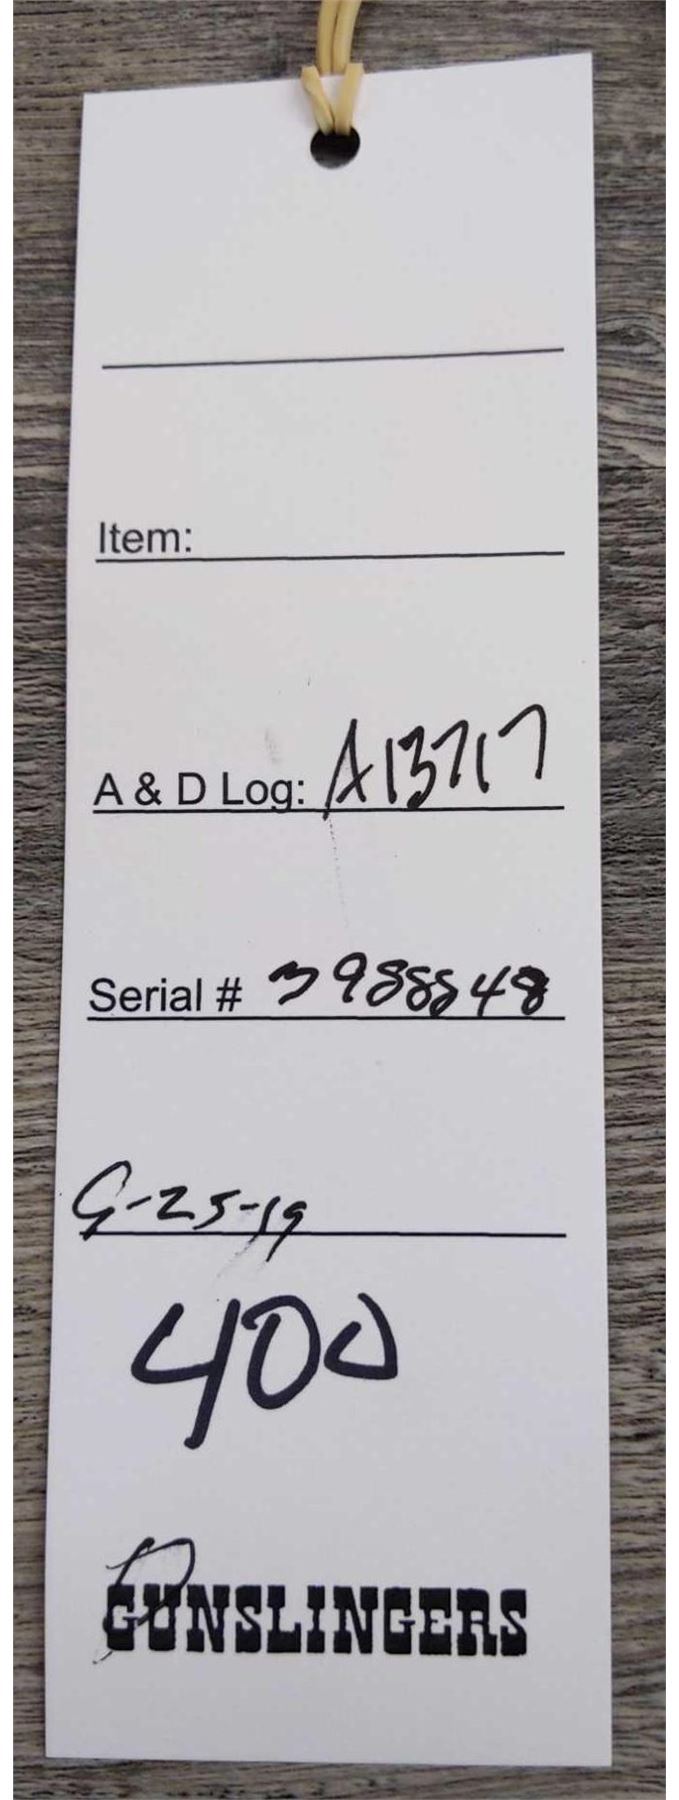 Item:
A & D Log: A13717
Serial # 3988848
9-25-19
400
GUNSLINGERS